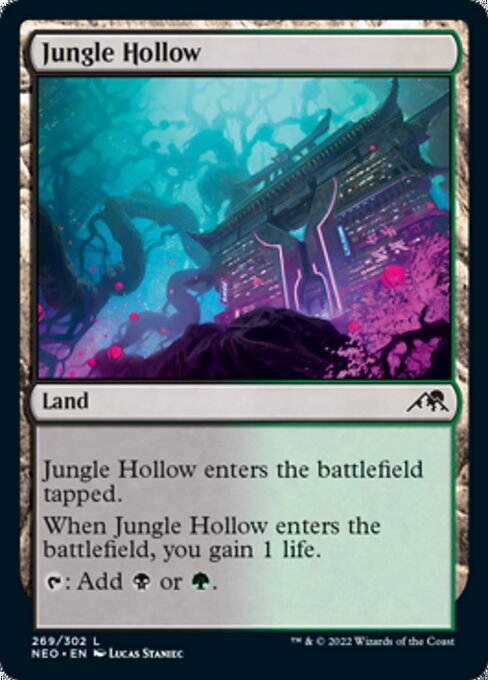 Jungle Hollow
Land
Jungle Hollow enters the battlefield
tapped.
When Jungle Hollow enters the
battlefield, you gain 1 life.
: Add or .
269/302 L
NEO • EN Lucas Staniec
™ & © 2022 Wizards of the Coast